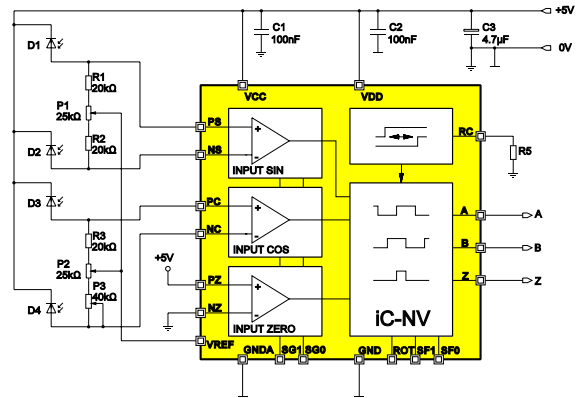 +5V
C1
100nF
C2
100nF
C3
4.7µF
0V
D1
R1
20kΩ
P1
25kΩ
R2
20kΩ
D2
D3
R3
20kΩ
P2
25kΩ
P3
40kΩ
D4
+5V
VCC
VDD
PS
NS
INPUT SIN
PC
NC
INPUT COS
PZ
NZ
INPUT ZERO
VREF
RC
R5
A
A
B
B
Z
Z
iC-NV
GNDA
SG1
SG0
GND
ROT
SF1
SF0